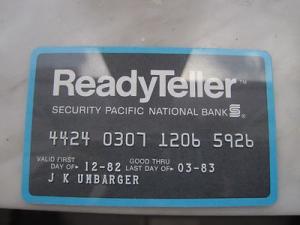 ReadyTeller™
SECURITY PACIFIC NATIONAL BANK
4424 0307 1206 5926
VALID FIRST DAY OF▸ 12-82 GOOD THRU LAST DAY OF▸ 03-83
J K UMBARGER